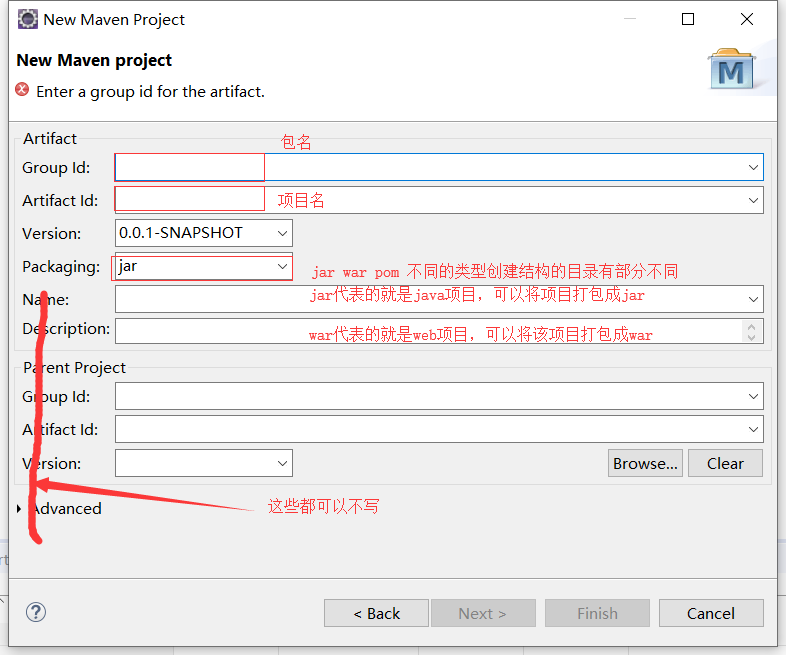 New Maven Project
New Maven project
Enter a group id for the artifact.
Artifact
包名
Group Id:
Artifact Id:
项目名
Version:
0.0.1-SNAPSHOT
Packaging:
jar
jar war pom 不同的类型创建结构的目录有部分不同
Name:
jar代表的就是java项目，可以将项目打包成jar
Description:
war代表的就是web项目，可以将该项目打包成war
Parent Project
Group Id:
Artifact Id:
Version:
Browse...
Clear
Advanced
这些都可以不写
< Back
Next >
Finish
Cancel